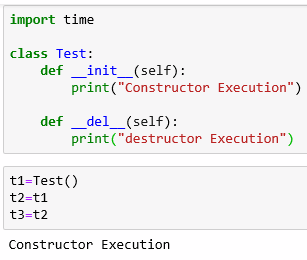 import time
class Test:
    def __init__(self):
        print("Constructor Execution")
    def __del__(self):
        print("destructor Execution")
t1=Test()
t2=t1
t3=t2
Constructor Execution